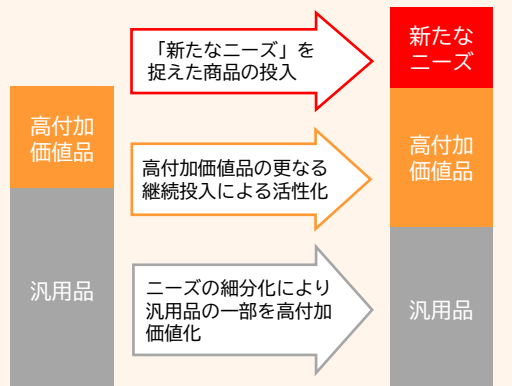 高付加
価値品
汎用品
「新たなニーズ」を
捉えた商品の投入
高付加価値品の更なる
継続投入による活性化
ニーズの細分化により
汎用品の一部を高付加
価値化
新たな
ニーズ
高付加
価値品
汎用品